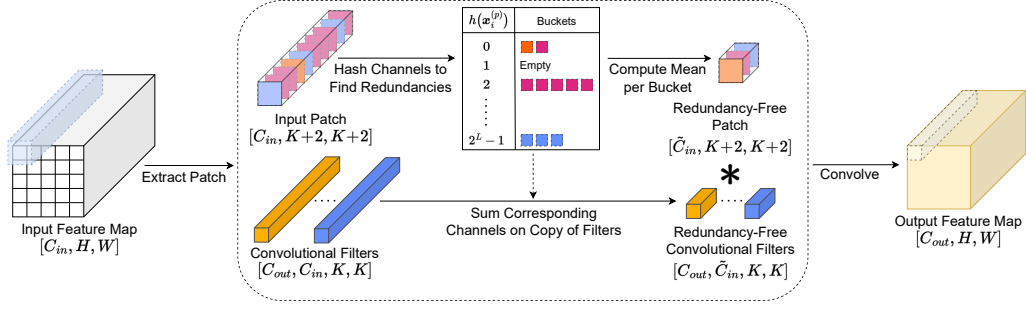 Input Feature Map
[C_in, H, W]
Extract Patch
Input Patch
[C_in, K+2, K+2]
Hash Channels to
Find Redundancies
h(x_i^(p)) Buckets
0
1 Empty
2
⋮
2^L − 1
Compute Mean
per Bucket
Redundancy-Free
Patch
[C̃_in, K+2, K+2]
*
Convolutional Filters
[C_out, C_in, K, K]
Sum Corresponding
Channels on Copy of Filters
Redundancy-Free
Convolutional Filters
[C_out, C̃_in, K, K]
Convolve
Output Feature Map
[C_out, H, W]